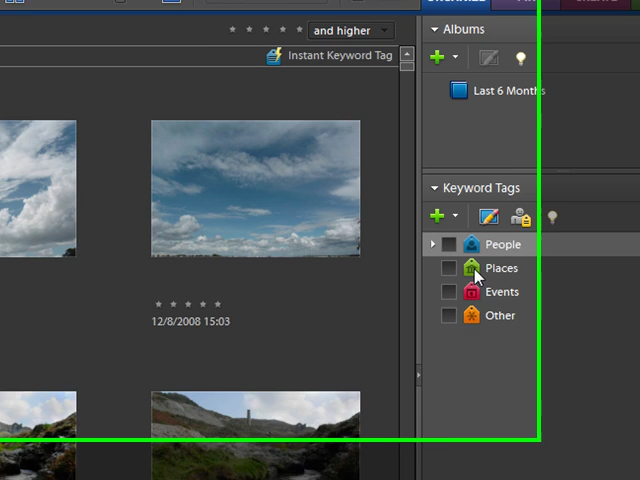 ORGANIZE
and higher
Albums
Instant Keyword Tag
Last 6 Months
Keyword Tags
People
Places
Events
Other
12/8/2008 15:03